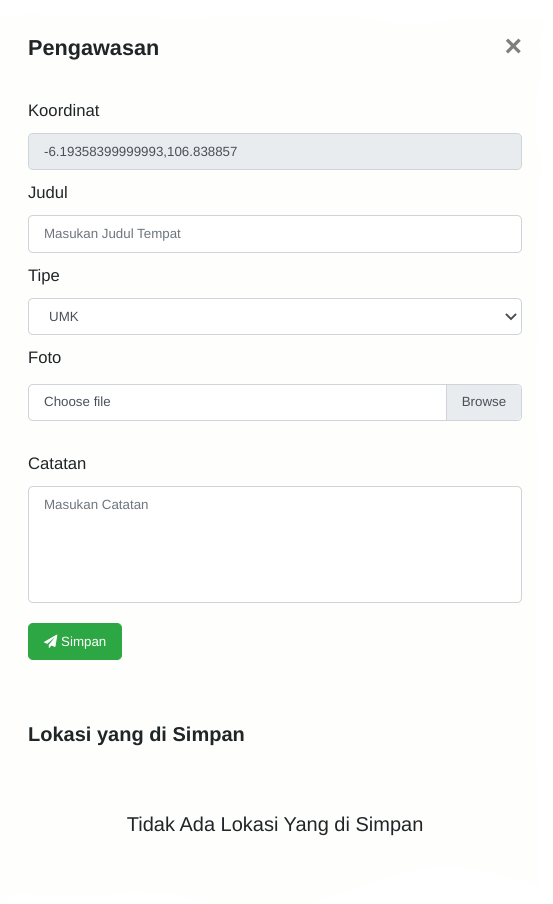 Pengawasan
×
Koordinat
-6.19358399999993,106.838857
Judul
Masukan Judul Tempat
Tipe
UMK
Foto
Choose file
Browse
Catatan
Masukan Catatan
Simpan
Lokasi yang di Simpan
Tidak Ada Lokasi Yang di Simpan